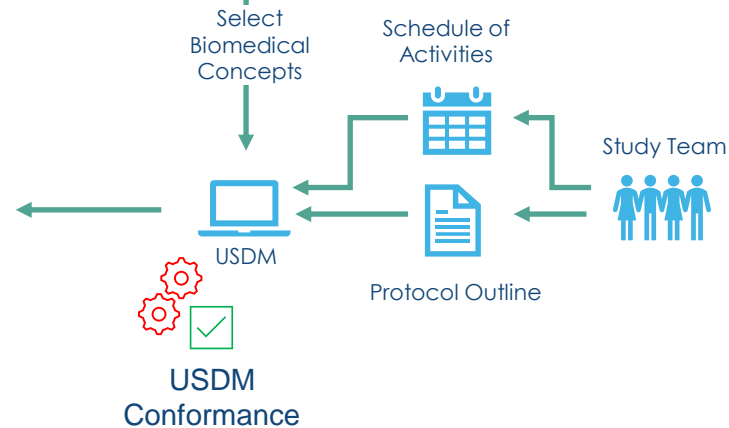 Select
Biomedical
Concepts
Schedule of
Activities
Study Team
USDM
Protocol Outline
USDM
Conformance